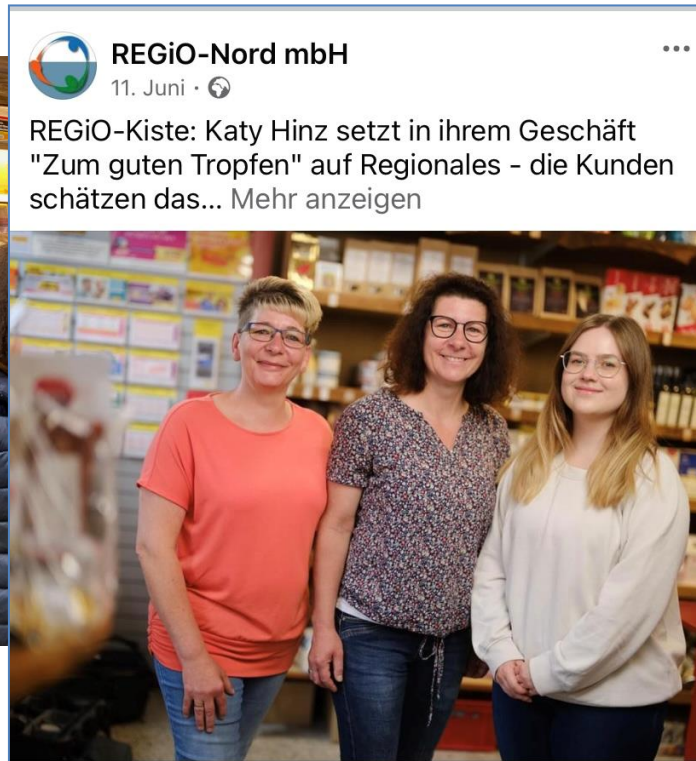 REGiO-Nord mbH
11. Juni ·
REGiO-Kiste: Katy Hinz setzt in ihrem Geschäft
"Zum guten Tropfen" auf Regionales - die Kunden
schätzen das... Mehr anzeigen